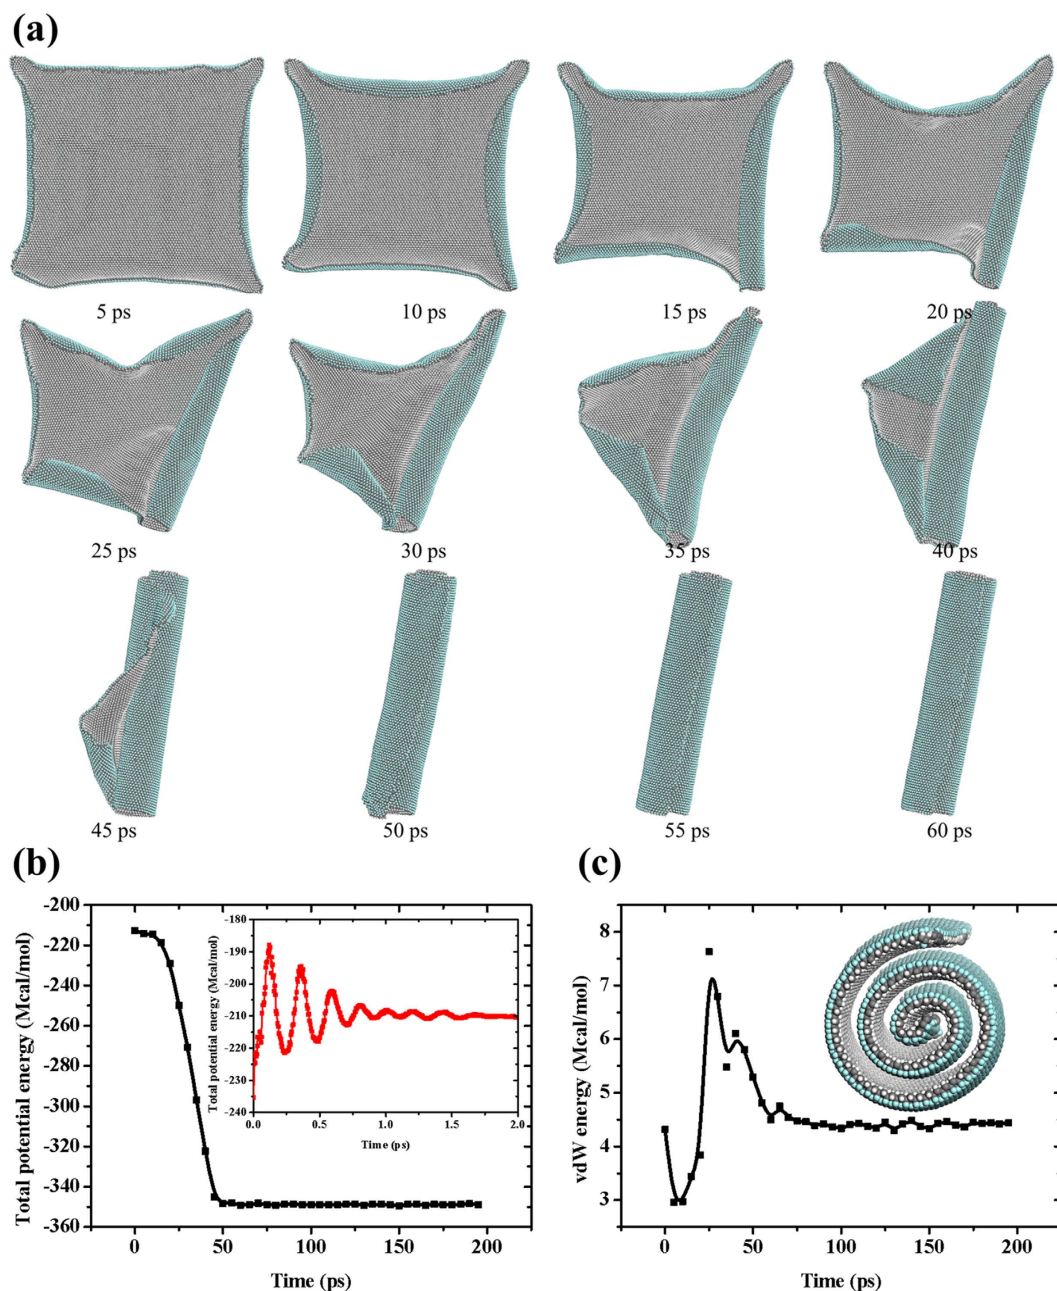 (a)
5 ps
10 ps
15 ps
20 ps
25 ps
30 ps
35 ps
40 ps
45 ps
50 ps
55 ps
60 ps
(b)
Total potential energy (Mcal/mol)
-200
-220
-240
-260
-280
-300
-320
-340
-360
0
50
100
150
200
Time (ps)
Total potential energy (Mcal/mol)
-180
-190
-200
-210
-220
-230
-240
0.0
0.5
1.0
1.5
2.0
Time (ps)
(c)
vdW energy (Mcal/mol)
8
7
6
5
4
3
0
50
100
150
200
Time (ps)